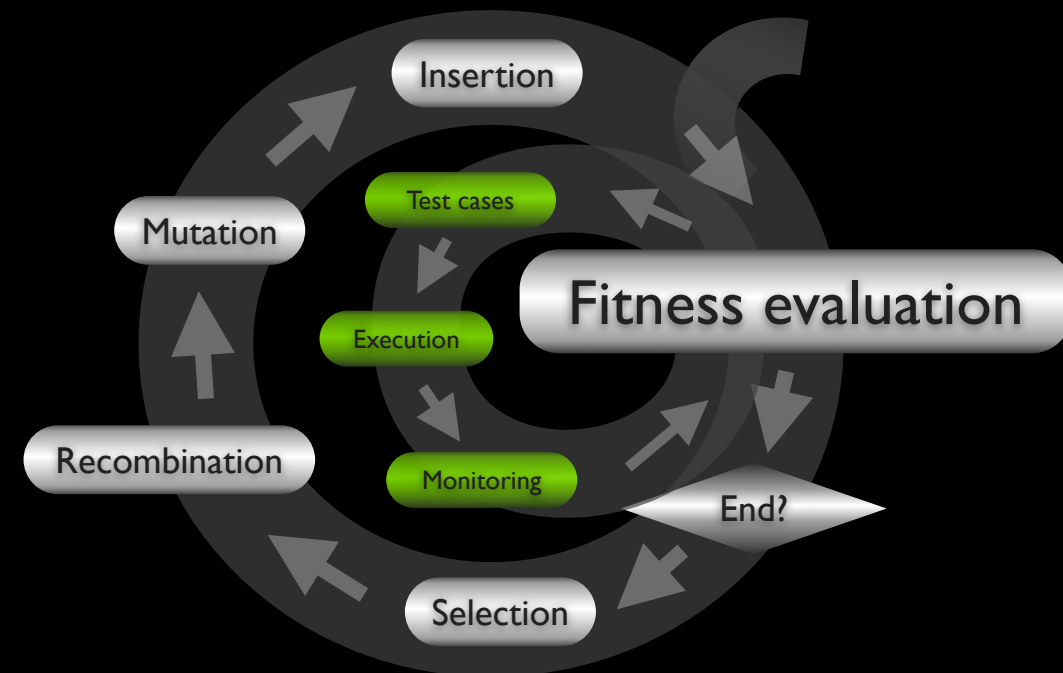 Insertion
Test cases
Mutation
Fitness evaluation
Execution
Recombination
Monitoring
End?
Selection